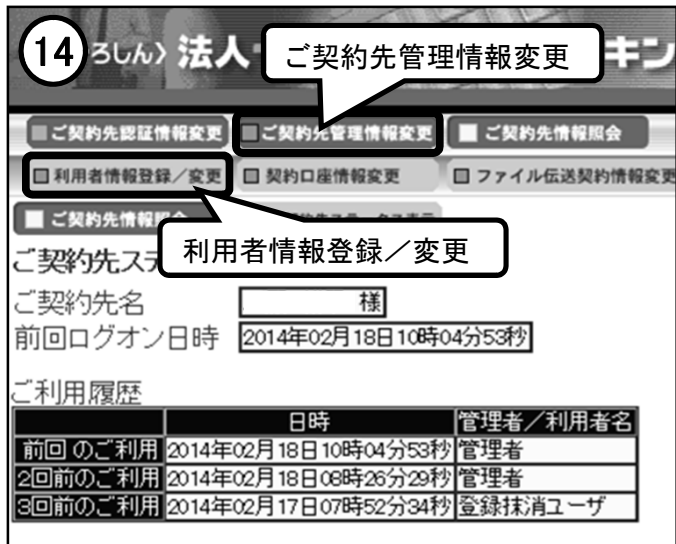 14
ろしん〉法人
キン
ご契約先管理情報変更
ご契約先認証情報変更
ご契約先管理情報変更
ご契約先情報照会
利用者情報登録／変更
契約口座情報変更
ファイル伝送契約情報変更
ご契約先情報照会
利用者情報登録／変更
ご契約先ステ
ご契約先名 様
前回ログオン日時 2014年02月18日10時04分53秒
ご利用履歴
日時 管理者／利用者名
前回のご利用 2014年02月18日10時04分53秒 管理者
2回前のご利用 2014年02月18日08時26分29秒 管理者
3回前のご利用 2014年02月17日07時52分34秒 登録抹消ユーザ